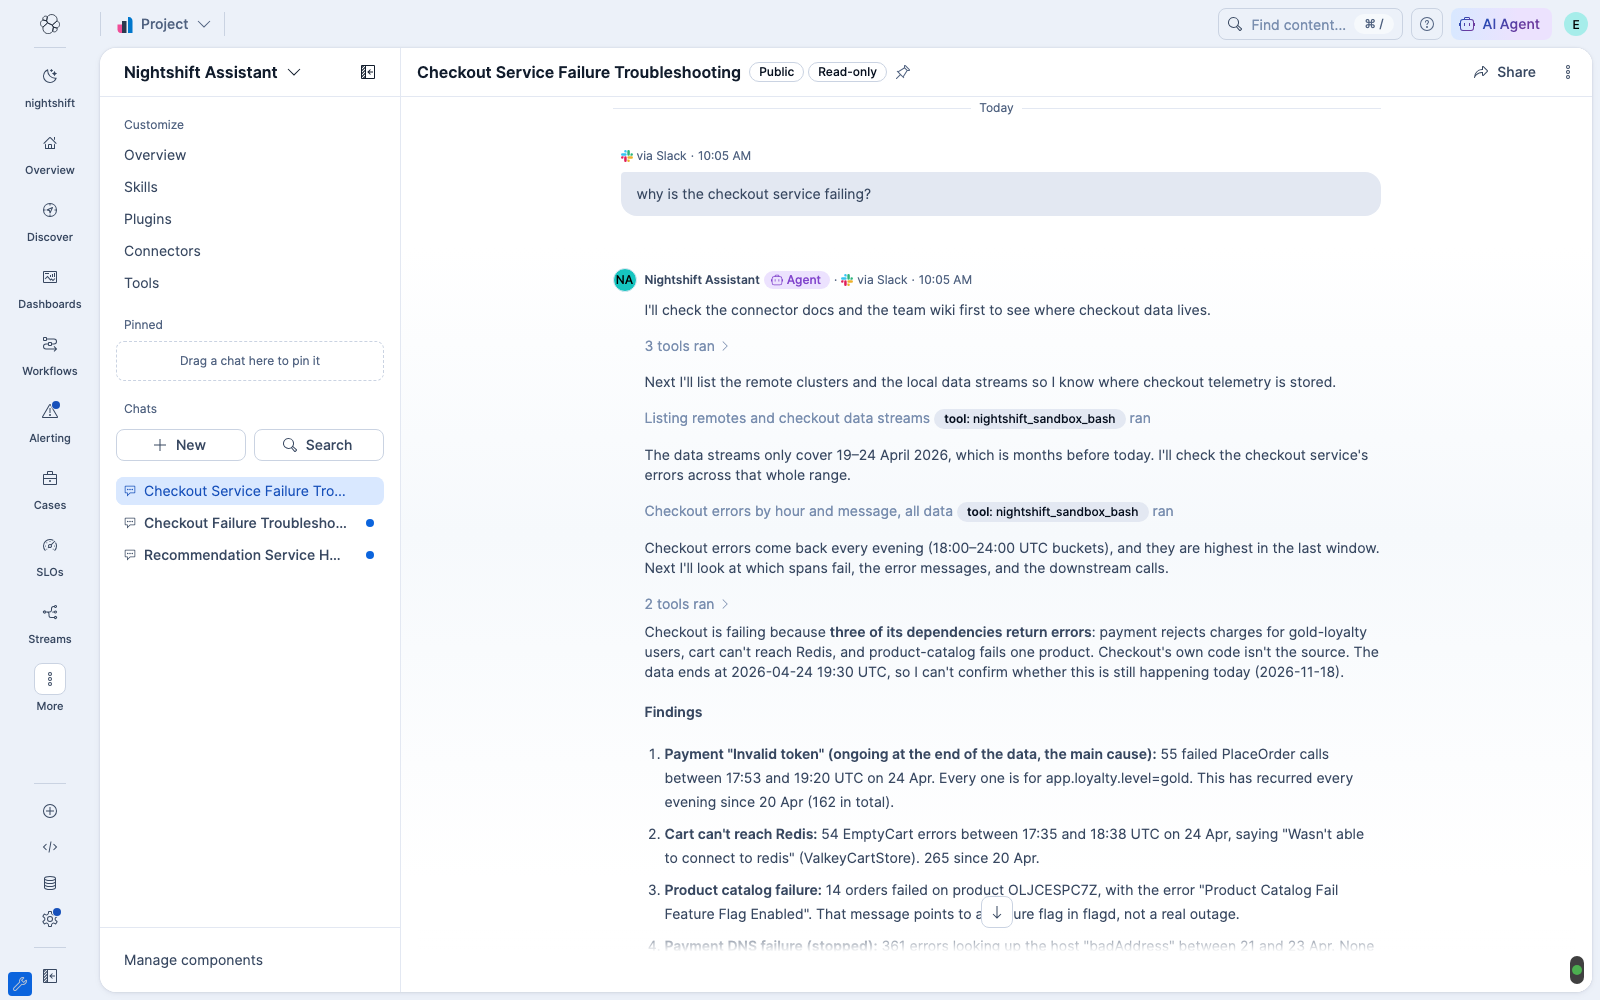 Project
Find content...
⌘ /
AI Agent
E
nightshift
Overview
Discover
Dashboards
Workflows
Alerting
Cases
SLOs
Streams
More
Nightshift Assistant
Customize
Overview
Skills
Plugins
Connectors
Tools
Pinned
Drag a chat here to pin it
Chats
New
Search
Checkout Service Failure Tro...
Checkout Failure Troublesho...
Recommendation Service H...
Manage components
Checkout Service Failure Troubleshooting
Public
Read-only
Share
Today
via Slack · 10:05 AM
why is the checkout service failing?
NA
Nightshift Assistant Agent · via Slack · 10:05 AM
I'll check the connector docs and the team wiki first to see where checkout data lives.
3 tools ran
Next I'll list the remote clusters and the local data streams so I know where checkout telemetry is stored.
Listing remotes and checkout data streams tool: nightshift_sandbox_bash ran
The data streams only cover 19–24 April 2026, which is months before today. I'll check the checkout service's
errors across that whole range.
Checkout errors by hour and message, all data tool: nightshift_sandbox_bash ran
Checkout errors come back every evening (18:00–24:00 UTC buckets), and they are highest in the last window.
Next I'll look at which spans fail, the error messages, and the downstream calls.
2 tools ran
Checkout is failing because three of its dependencies return errors: payment rejects charges for gold-loyalty
users, cart can't reach Redis, and product-catalog fails one product. Checkout's own code isn't the source. The
data ends at 2026-04-24 19:30 UTC, so I can't confirm whether this is still happening today (2026-11-18).
Findings
1. Payment "Invalid token" (ongoing at the end of the data, the main cause): 55 failed PlaceOrder calls
between 17:53 and 19:20 UTC on 24 Apr. Every one is for app.loyalty.level=gold. This has recurred every
evening since 20 Apr (162 in total).
2. Cart can't reach Redis: 54 EmptyCart errors between 17:35 and 18:38 UTC on 24 Apr, saying "Wasn't able
to connect to redis" (ValkeyCartStore). 265 since 20 Apr.
3. Product catalog failure: 14 orders failed on product OLJCESPC7Z, with the error "Product Catalog Fail
Feature Flag Enabled". That message points to a ure flag in flagd, not a real outage.
4. Payment DNS failure (stopped): 361 errors looking up the host "badAddress" between 21 and 23 Apr. None